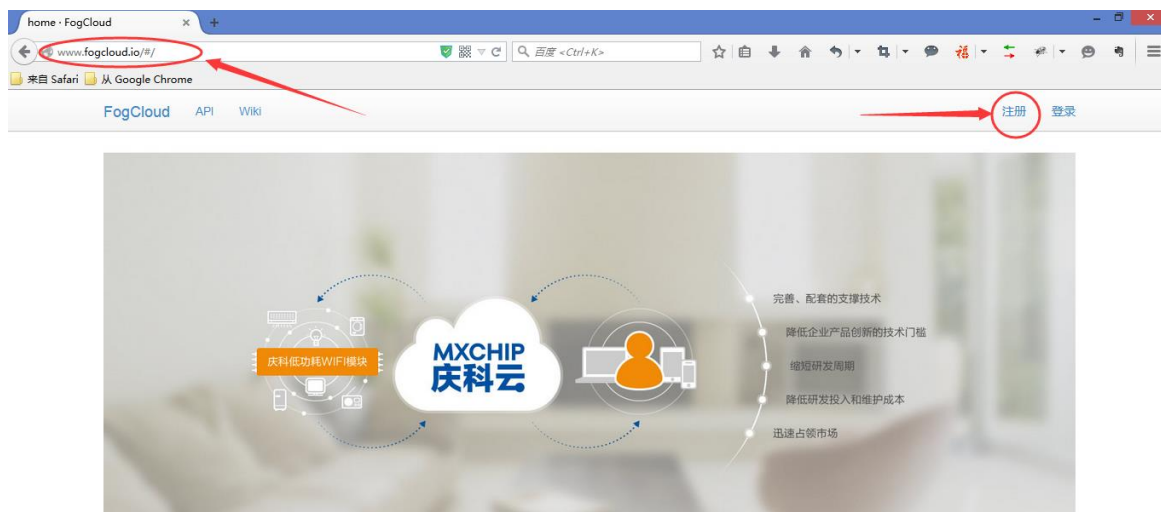 home · FogCloud
www.fogcloud.io/#/
百度 <Ctrl+K>
来自 Safari
从 Google Chrome
FogCloud
API
Wiki
注册
登录
庆科低功耗WIFI模块
MXCHIP
庆科云
完善、配套的支撑技术
降低企业产品创新的技术门槛
缩短研发周期
降低研发投入和维护成本
迅速占领市场